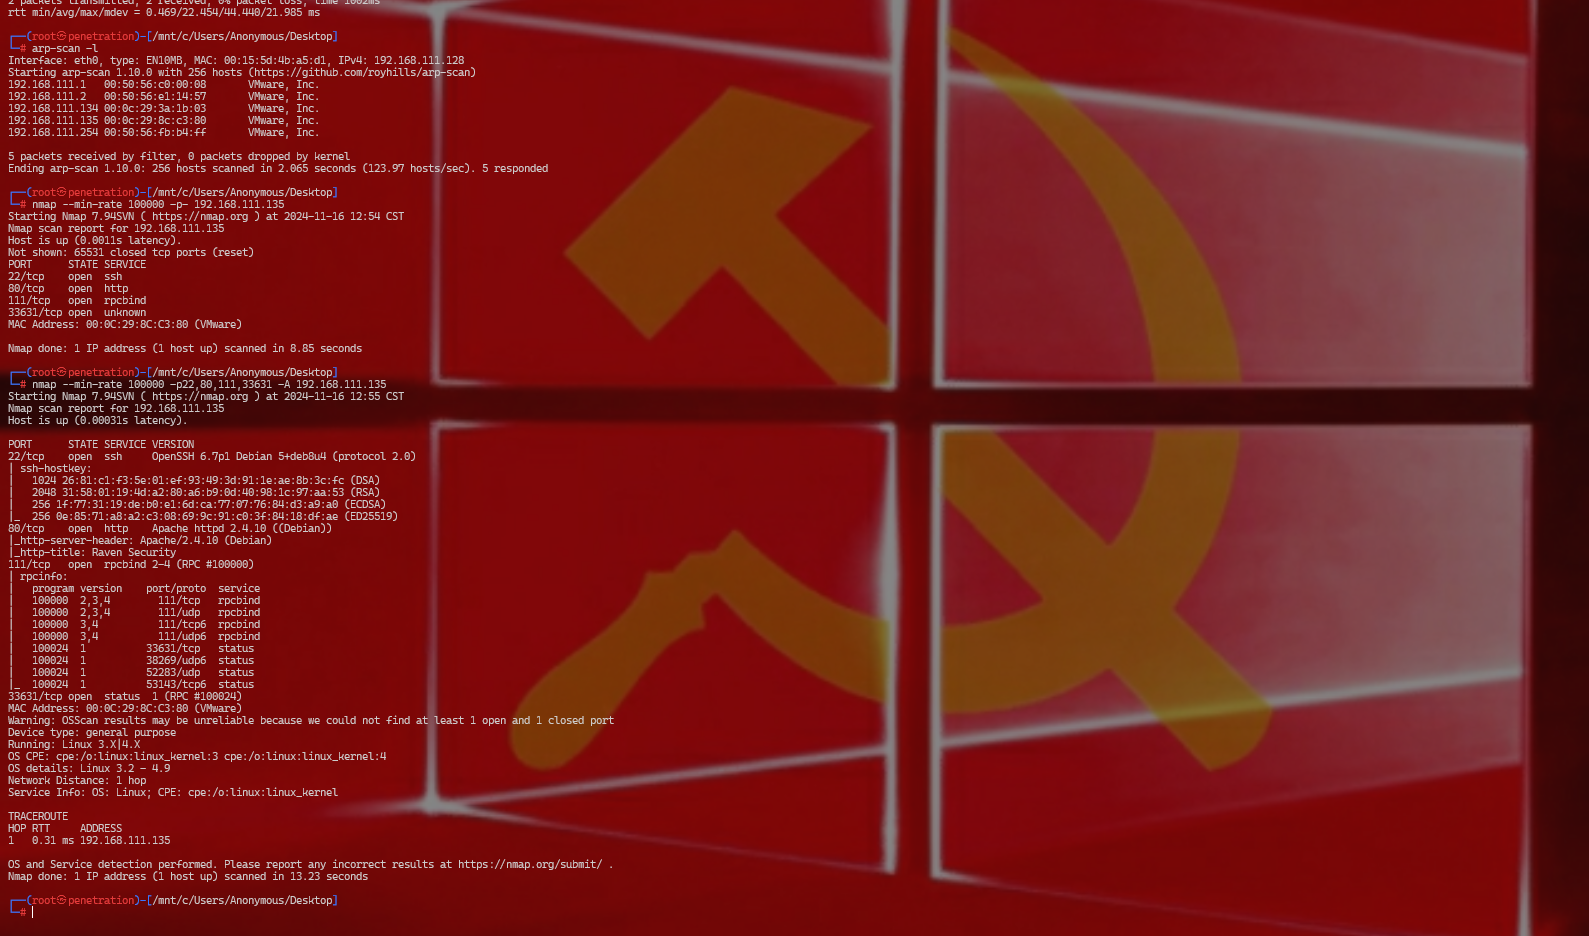 2 packets transmitted, 2 received, 0% packet loss, time 1002ms
rtt min/avg/max/mdev = 0.469/22.454/44.440/21.985 ms
┌──(root㉿penetration)-[/mnt/c/Users/Anonymous/Desktop]
└─# arp-scan -l
Interface: eth0, type: EN10MB, MAC: 00:15:5d:4b:a5:d1, IPv4: 192.168.111.128
Starting arp-scan 1.10.0 with 256 hosts (https://github.com/royhills/arp-scan)
192.168.111.1   00:50:56:c0:00:08       VMware, Inc.
192.168.111.2   00:50:56:e1:14:57       VMware, Inc.
192.168.111.134 00:0c:29:3a:1b:03       VMware, Inc.
192.168.111.135 00:0c:29:8c:c3:80       VMware, Inc.
192.168.111.254 00:50:56:fb:b4:ff       VMware, Inc.
5 packets received by filter, 0 packets dropped by kernel
Ending arp-scan 1.10.0: 256 hosts scanned in 2.065 seconds (123.97 hosts/sec). 5 responded
┌──(root㉿penetration)-[/mnt/c/Users/Anonymous/Desktop]
└─# nmap --min-rate 100000 -p- 192.168.111.135
Starting Nmap 7.94SVN ( https://nmap.org ) at 2024-11-16 12:54 CST
Nmap scan report for 192.168.111.135
Host is up (0.0011s latency).
Not shown: 65531 closed tcp ports (reset)
PORT      STATE SERVICE
22/tcp    open  ssh
80/tcp    open  http
111/tcp   open  rpcbind
33631/tcp open  unknown
MAC Address: 00:0C:29:8C:C3:80 (VMware)
Nmap done: 1 IP address (1 host up) scanned in 8.85 seconds
┌──(root㉿penetration)-[/mnt/c/Users/Anonymous/Desktop]
└─# nmap --min-rate 100000 -p22,80,111,33631 -A 192.168.111.135
Starting Nmap 7.94SVN ( https://nmap.org ) at 2024-11-16 12:55 CST
Nmap scan report for 192.168.111.135
Host is up (0.00031s latency).
PORT      STATE SERVICE VERSION
22/tcp    open  ssh     OpenSSH 6.7p1 Debian 5+deb8u4 (protocol 2.0)
| ssh-hostkey:
|   1024 26:81:c1:f3:5e:01:ef:93:49:3d:91:1e:ae:8b:3c:fc (DSA)
|   2048 31:58:01:19:4d:a2:80:a6:b9:0d:40:98:1c:97:aa:53 (RSA)
|   256 1f:77:31:19:de:b0:e1:6d:ca:77:07:76:84:d3:a9:a0 (ECDSA)
|_  256 0e:85:71:a8:a2:c3:08:69:9c:91:c0:3f:84:18:df:ae (ED25519)
80/tcp    open  http    Apache httpd 2.4.10 ((Debian))
|_http-server-header: Apache/2.4.10 (Debian)
|_http-title: Raven Security
111/tcp   open  rpcbind 2-4 (RPC #100000)
| rpcinfo:
|   program version    port/proto  service
|   100000  2,3,4        111/tcp   rpcbind
|   100000  2,3,4        111/udp   rpcbind
|   100000  3,4          111/tcp6  rpcbind
|   100000  3,4          111/udp6  rpcbind
|   100024  1          33631/tcp   status
|   100024  1          38269/udp6  status
|   100024  1          52283/udp   status
|_  100024  1          53143/tcp6  status
33631/tcp open  status  1 (RPC #100024)
MAC Address: 00:0C:29:8C:C3:80 (VMware)
Warning: OSScan results may be unreliable because we could not find at least 1 open and 1 closed port
Device type: general purpose
Running: Linux 3.X|4.X
OS CPE: cpe:/o:linux:linux_kernel:3 cpe:/o:linux:linux_kernel:4
OS details: Linux 3.2 - 4.9
Network Distance: 1 hop
Service Info: OS: Linux; CPE: cpe:/o:linux:linux_kernel
TRACEROUTE
HOP RTT     ADDRESS
1   0.31 ms 192.168.111.135
OS and Service detection performed. Please report any incorrect results at https://nmap.org/submit/ .
Nmap done: 1 IP address (1 host up) scanned in 13.23 seconds
┌──(root㉿penetration)-[/mnt/c/Users/Anonymous/Desktop]
└─#